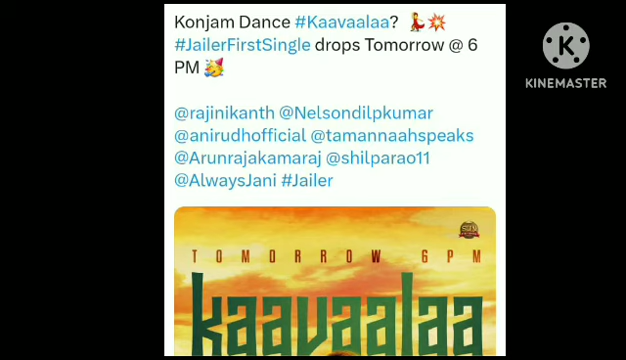 Konjam Dance #Kaavaalaa? 💃💥
#JailerFirstSingle drops Tomorrow @ 6
PM 🥳
@rajinikanth @Nelsondilpkumar
@anirudhofficial @tamannaahspeaks
@Arunrajakamaraj @shilparao11
@AlwaysJani #Jailer
TOMORROW 6PM
kaavaalaa
K
KINEMASTER